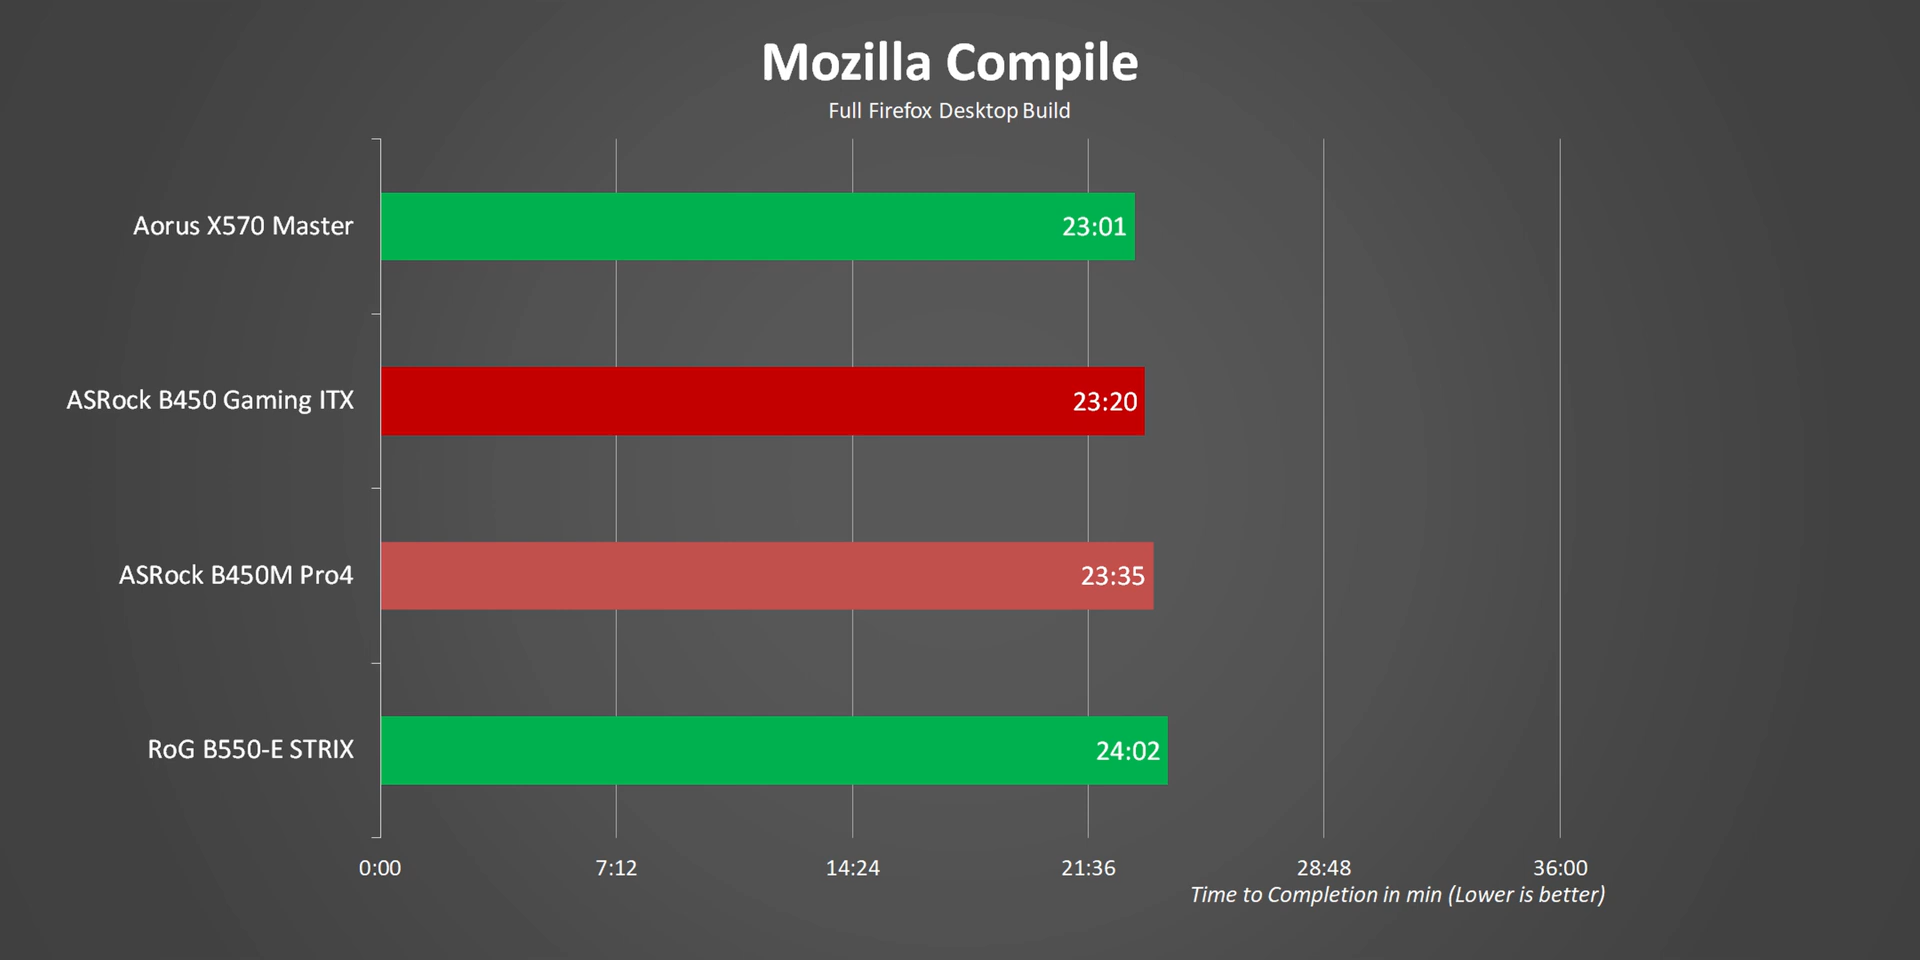 Mozilla Compile
Full Firefox Desktop Build
Aorus X570 Master
23:01
ASRock B450 Gaming ITX
23:20
ASRock B450M Pro4
23:35
RoG B550-E STRIX
24:02
0:00 7:12 14:24 21:36 28:48 36:00
Time to Completion in min (Lower is better)